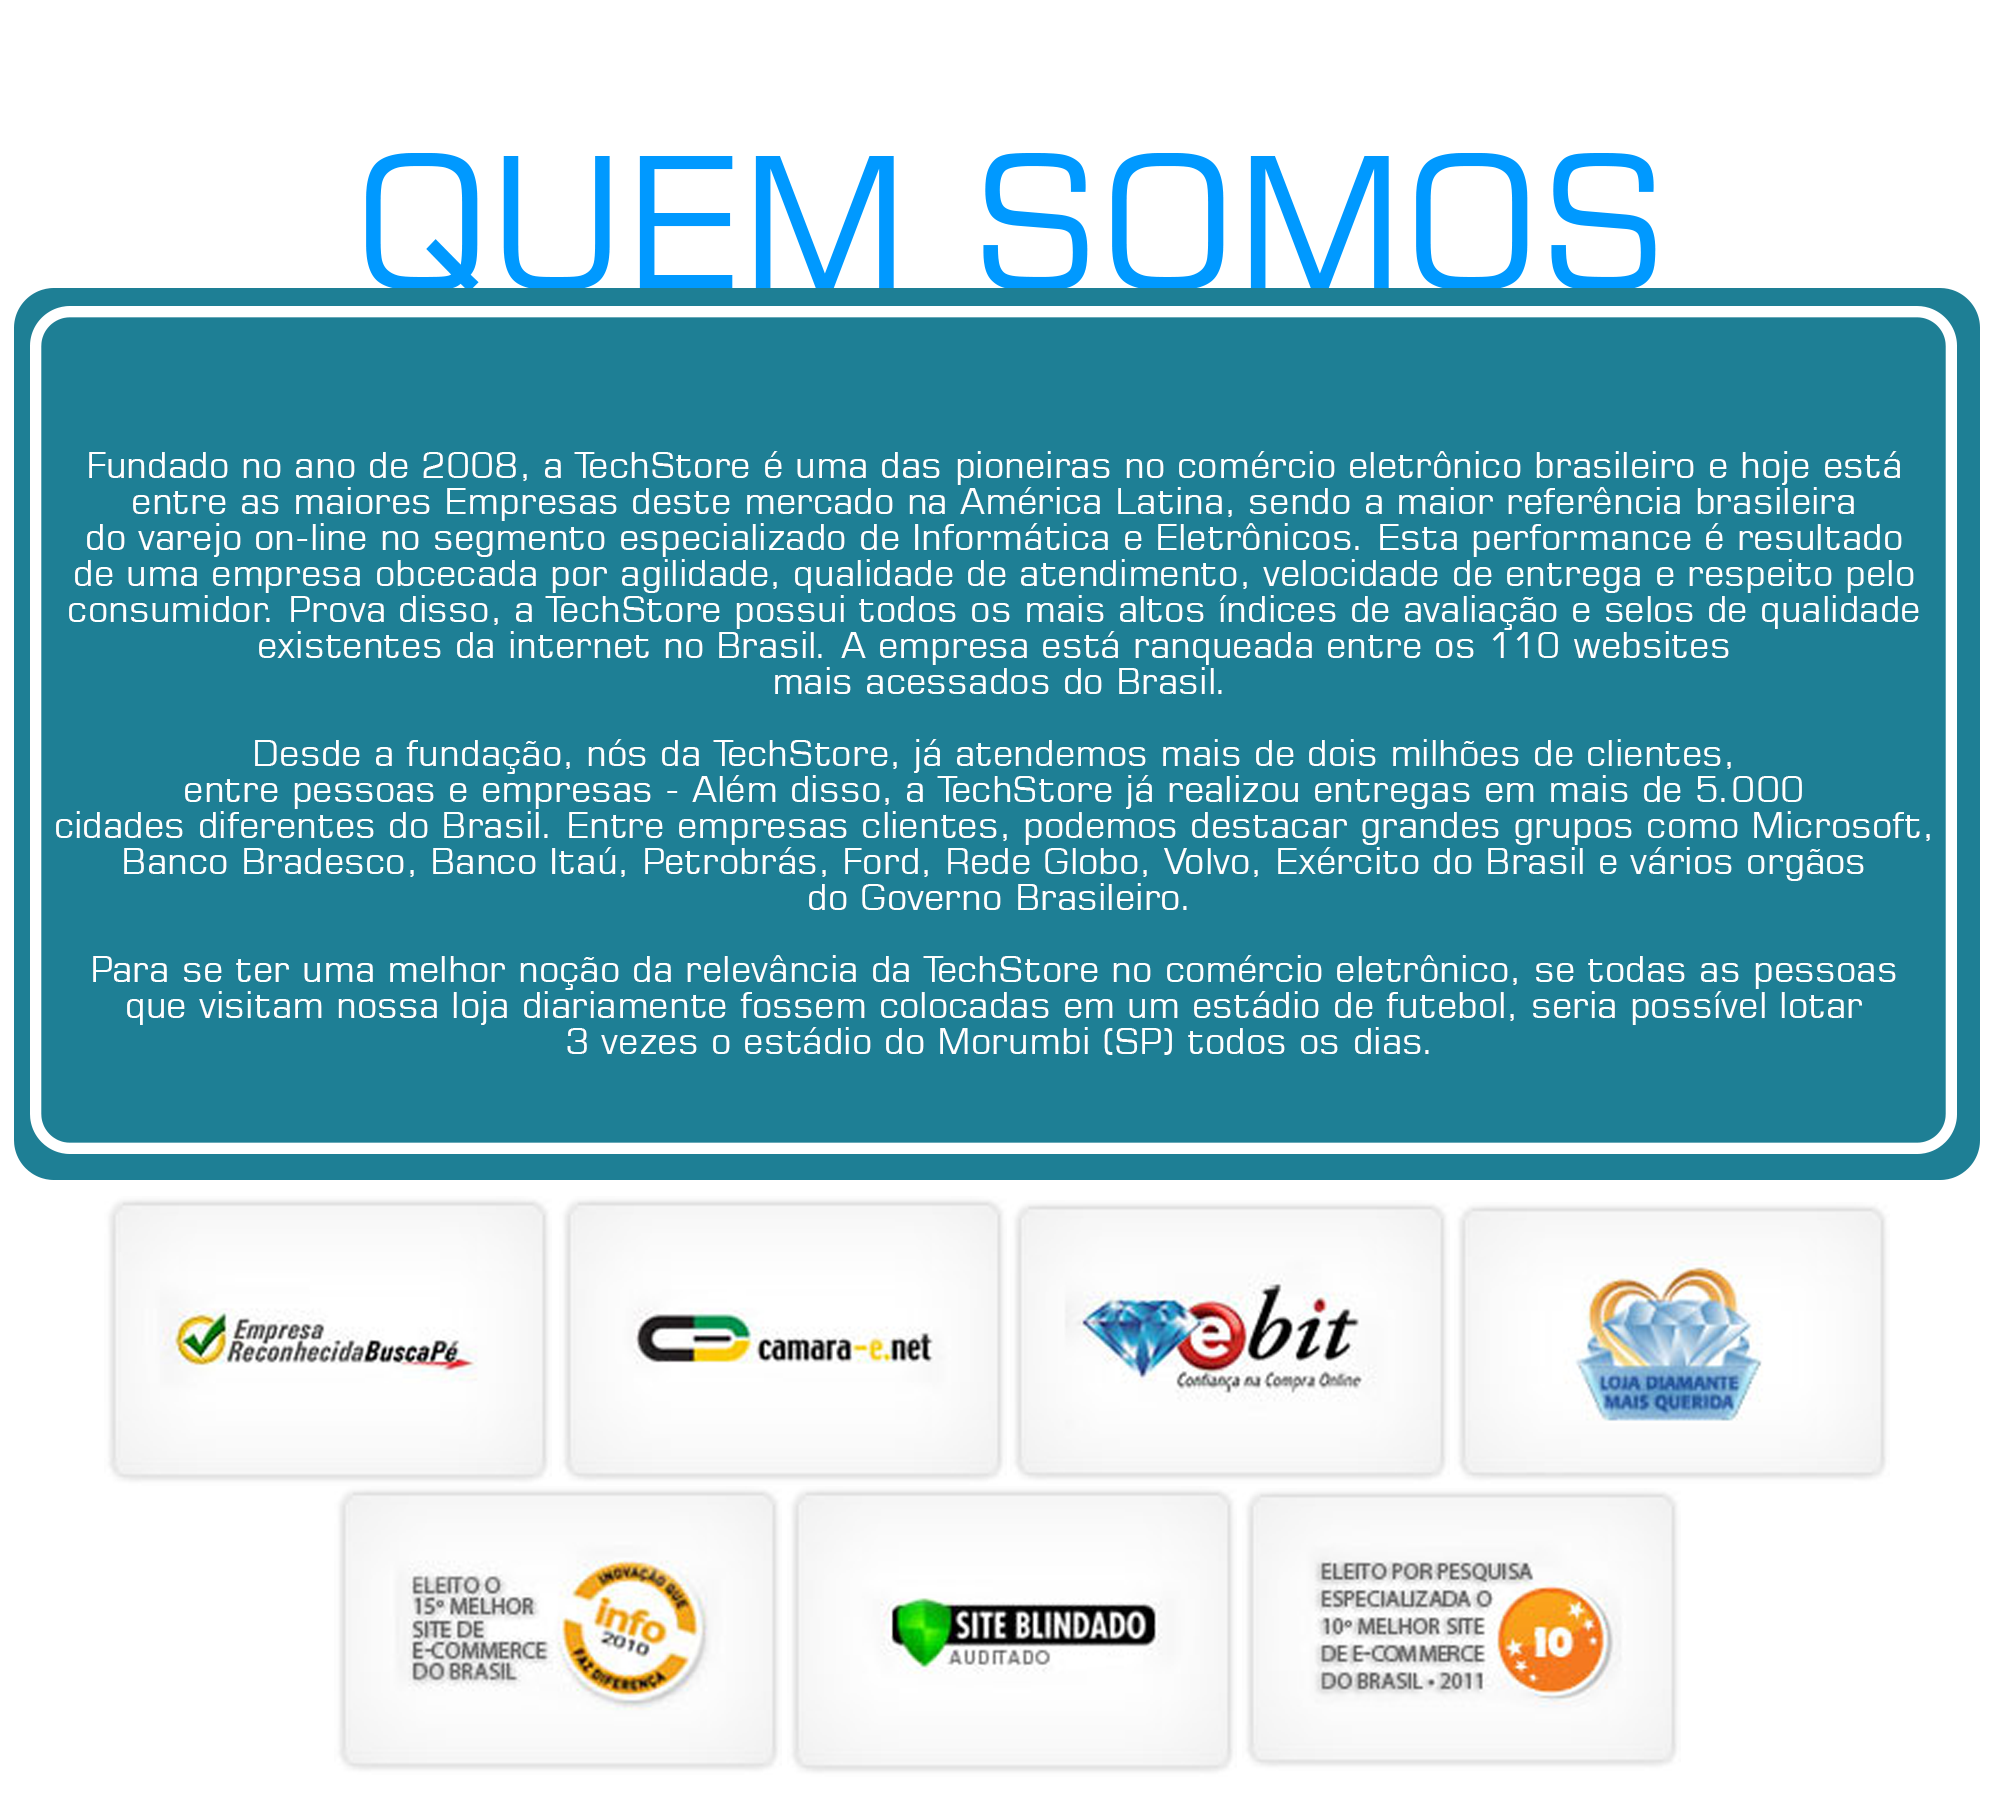 QUEM SOMOS
Fundado no ano de 2008, a TechStore é uma das pioneiras no comércio eletrônico brasileiro e hoje está
entre as maiores Empresas deste mercado na América Latina, sendo a maior referência brasileira
do varejo on-line no segmento especializado de Informática e Eletrônicos. Esta performance é resultado
de uma empresa obcecada por agilidade, qualidade de atendimento, velocidade de entrega e respeito pelo
consumidor. Prova disso, a TechStore possui todos os mais altos índices de avaliação e selos de qualidade
existentes da internet no Brasil. A empresa está ranqueada entre os 110 websites
mais acessados do Brasil.
Desde a fundação, nós da TechStore, já atendemos mais de dois milhões de clientes,
entre pessoas e empresas - Além disso, a TechStore já realizou entregas em mais de 5.000
cidades diferentes do Brasil. Entre empresas clientes, podemos destacar grandes grupos como Microsoft,
Banco Bradesco, Banco Itaú, Petrobrás, Ford, Rede Globo, Volvo, Exército do Brasil e vários orgãos
do Governo Brasileiro.
Para se ter uma melhor noção da relevância da TechStore no comércio eletrônico, se todas as pessoas
que visitam nossa loja diariamente fossem colocadas em um estádio de futebol, seria possível lotar
3 vezes o estádio do Morumbi (SP) todos os dias.
Empresa
ReconhecidaBuscaPé
camara-e.net
ebit
Confiança na Compra Online
LOJA DIAMANTE
MAIS QUERIDA
ELEITO O
15º MELHOR
SITE DE
E-COMMERCE
DO BRASIL
INOVAÇÃO QUE
info
2010
FAZ DIFERENÇA
SITE BLINDADO
AUDITADO
ELEITO POR PESQUISA
ESPECIALIZADA O
10º MELHOR SITE
DE E-COMMERCE
DO BRASIL • 2011
10